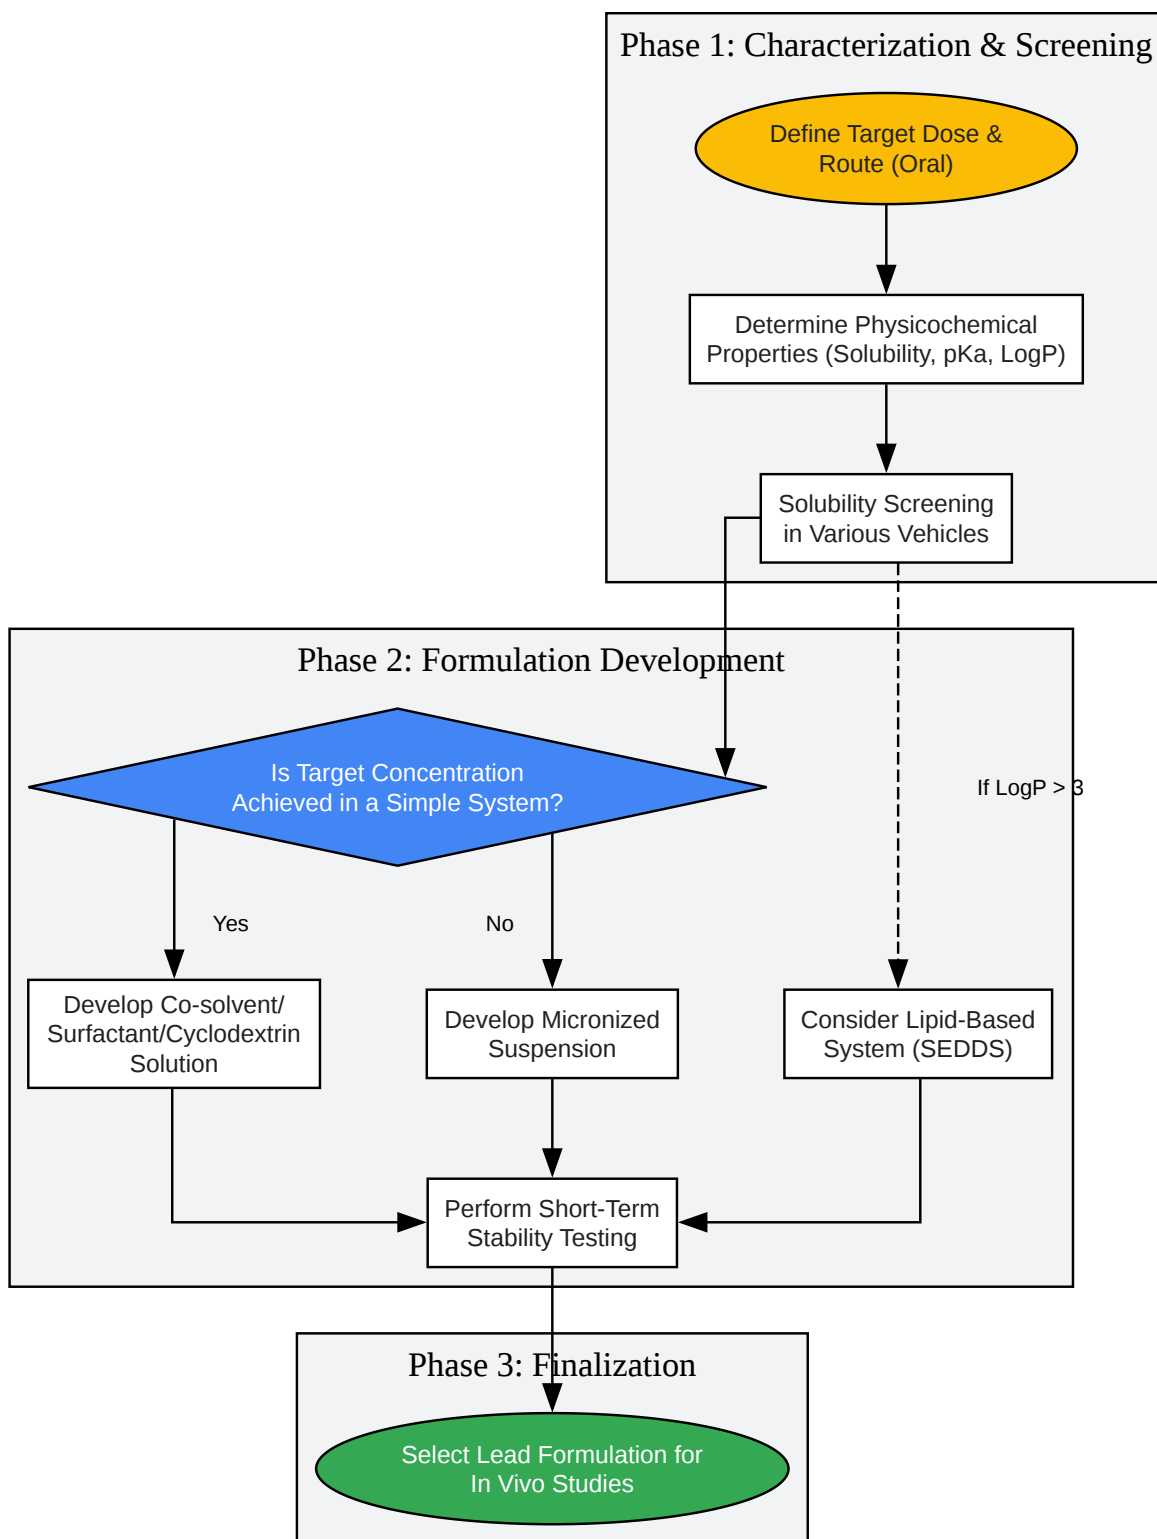 Phase 1: Characterization & Screening
Define Target Dose &
Route (Oral)
Determine Physicochemical
Properties (Solubility, pKa, LogP)
Solubility Screening
in Various Vehicles
Phase 2: Formulation Development
Is Target Concentration
Achieved in a Simple System?
If LogP > 3
Yes
No
Develop Co-solvent/
Surfactant/Cyclodextrin
Solution
Develop Micronized
Suspension
Consider Lipid-Based
System (SEDDS)
Perform Short-Term
Stability Testing
Phase 3: Finalization
Select Lead Formulation for
In Vivo Studies